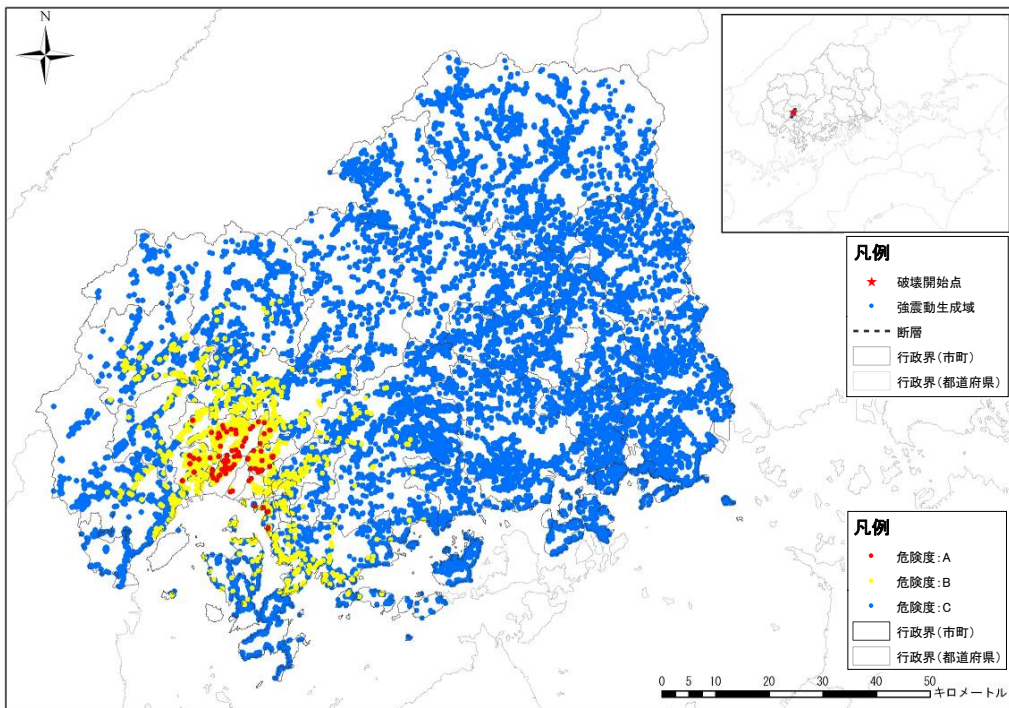 N
凡例
破壊開始点
強震動生成域
断層
行政界(市町)
行政界(都道府県)
凡例
危険度:A
危険度:B
危険度:C
行政界(市町)
行政界(都道府県)
0 5 10 20 30 40 50
キロメートル